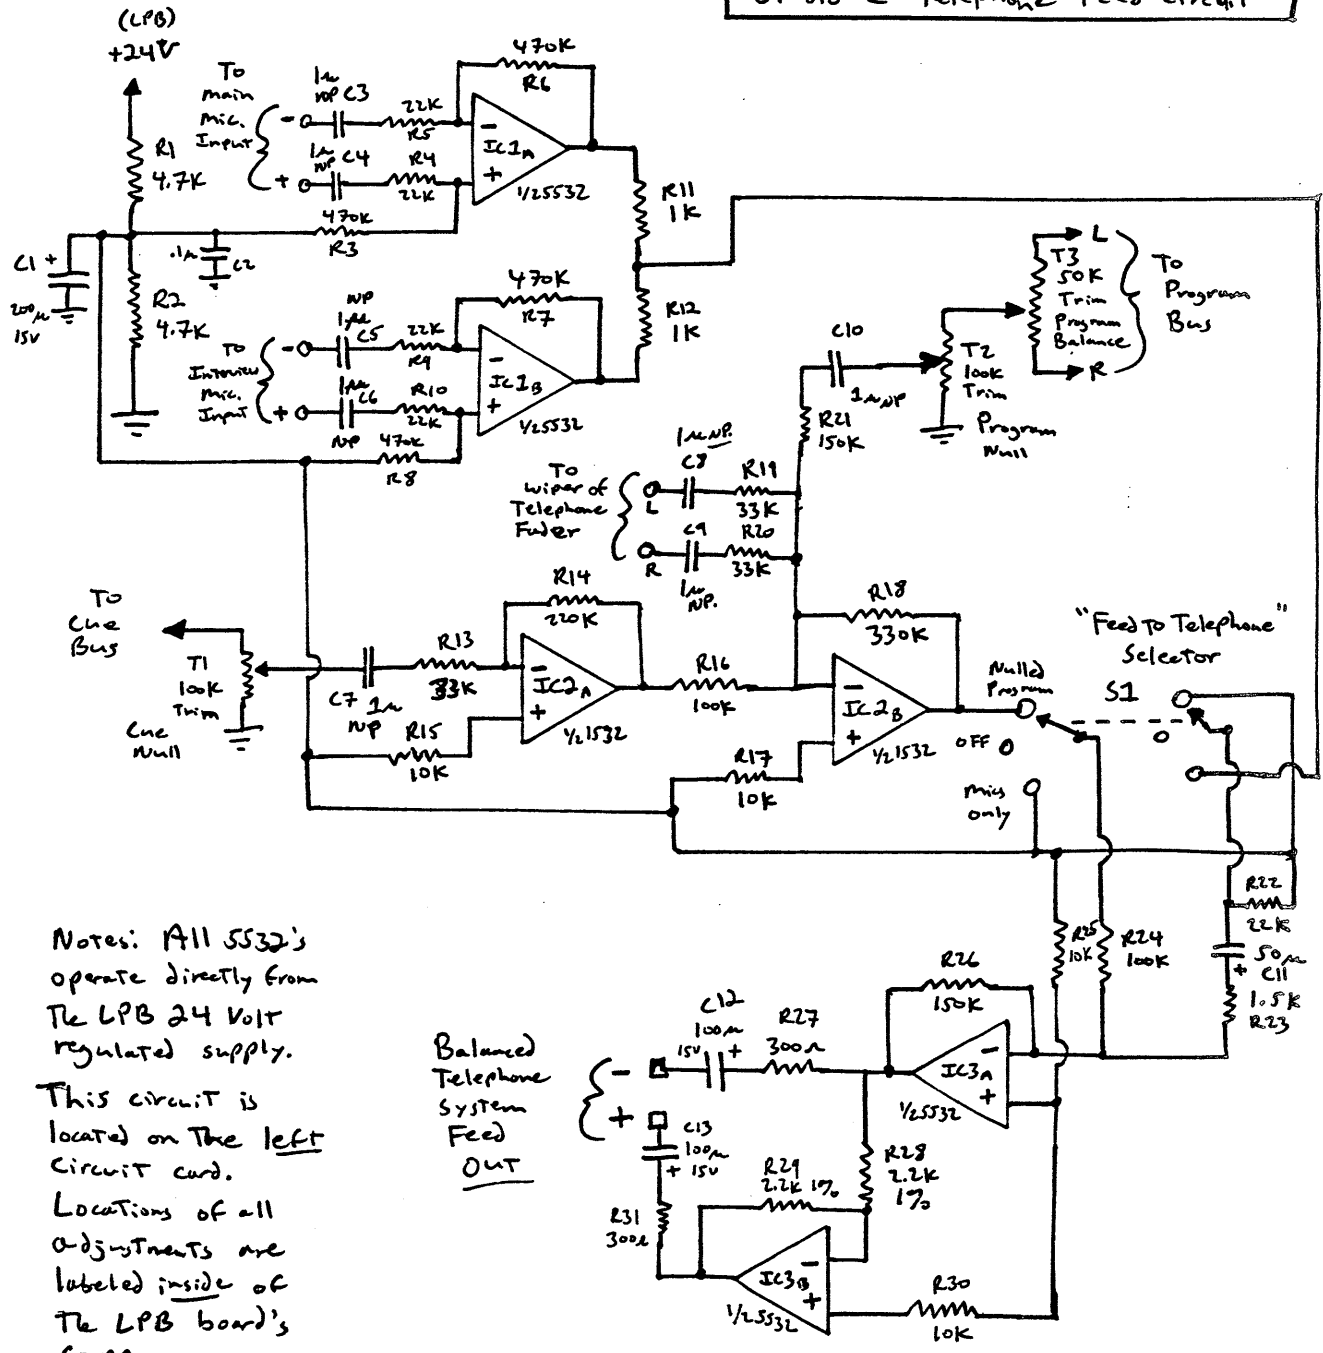 Studio C Telephone Feed Circuit
(LPB)
+24V
R1
4.7K
C1 +
200µ
15V
R2
4.7K
.1µ
C2
To
main
Mic.
Input
-
+
1µ
NP C3
1µ
NP C4
22K
R5
R4
22K
470K
R3
470K
R6
-
IC1A
+
1/2 5532
R11
1K
R12
1K
To
Interview
Mic.
Input
-
+
NP
1µ
C5
1µ
C6
NP
22K
R9
R10
22K
470K
R8
470K
R7
-
IC1B
+
1/2 5532
L
T3
50K
Trim
Program
Balance
R
To
Program
Bus
C10
1µ NP
T2
100K
Trim
Program
Null
R21
150K
To
Wiper of
Telephone
Fader
L
R
1µ NP.
C8
C9
1µ
NP.
R19
33K
R20
33K
To
Cue
Bus
T1
100K
Trim
Cue
Null
C7
1µ
NP
R13
33K
R15
10K
R14
220K
-
IC2A
+
1/2 1532
R16
100K
R17
10K
R18
330K
-
IC2B
+
1/2 1532
Nulled
Program
OFF
Mics
Only
"Feed To Telephone"
Selector
S1
R22
22K
50µ
+ C11
1.5K
R23
R25
10K
R24
100K
R26
150K
-
IC3A
+
1/2 5532
R27
300Ω
C12
100µ
15V +
Balanced
Telephone
System
Feed
OUT
-
+
C13
100µ
+ 15V
R31
300Ω
R29
2.2K 1%
R28
2.2K
1%
-
IC3B
+
1/2 5532
R30
10K
Notes: All 5532's
operate directly from
The LPB 24 Volt
regulated supply.
This circuit is
located on The left
Circuit card.
Locations of all
adjustments are
labeled inside of
The LPB board's